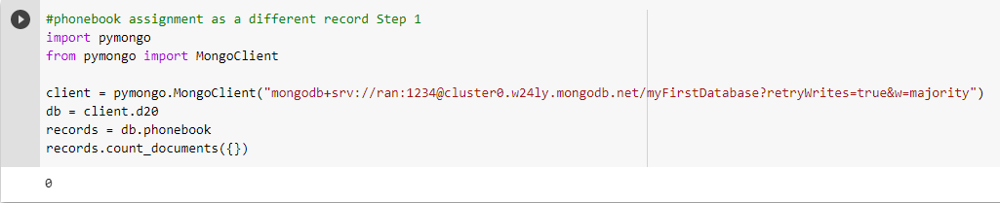 #phonebook assignment as a different record Step 1
import pymongo
from pymongo import MongoClient
client = pymongo.MongoClient("mongodb+srv://ran:1234@cluster0.w24ly.mongodb.net/myFirstDatabase?retryWrites=true&w=majority")
db = client.d20
records = db.phonebook
records.count_documents({})
0